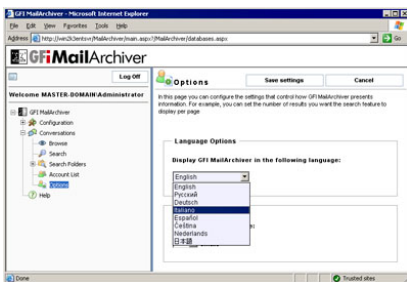 GFI MailArchiver - Microsoft Internet Explorer
File Edit View Favorites Tools Help
Address http://win2k3entsvr/MailArchiver/main.aspx?/MailArchiver/databases.aspx Go
GFi MailArchiver
Log Off
Welcome MASTER-DOMAIN\Administrator
GFI MailArchiver
Configuration
Conversations
Browse
Search
Search Folders
Account List
Options
Help
Options
Save settings
Cancel
In this page you can configure the settings that control how GFI MailArchiver presents
information. For example, you can set the number of results you want the search feature to
display per page
Language Options
Display GFI MailArchiver in the following language:
English
English
Русский
Deutsch
Italiano
Español
Čeština
Nederlands
日本語
Done
Trusted sites